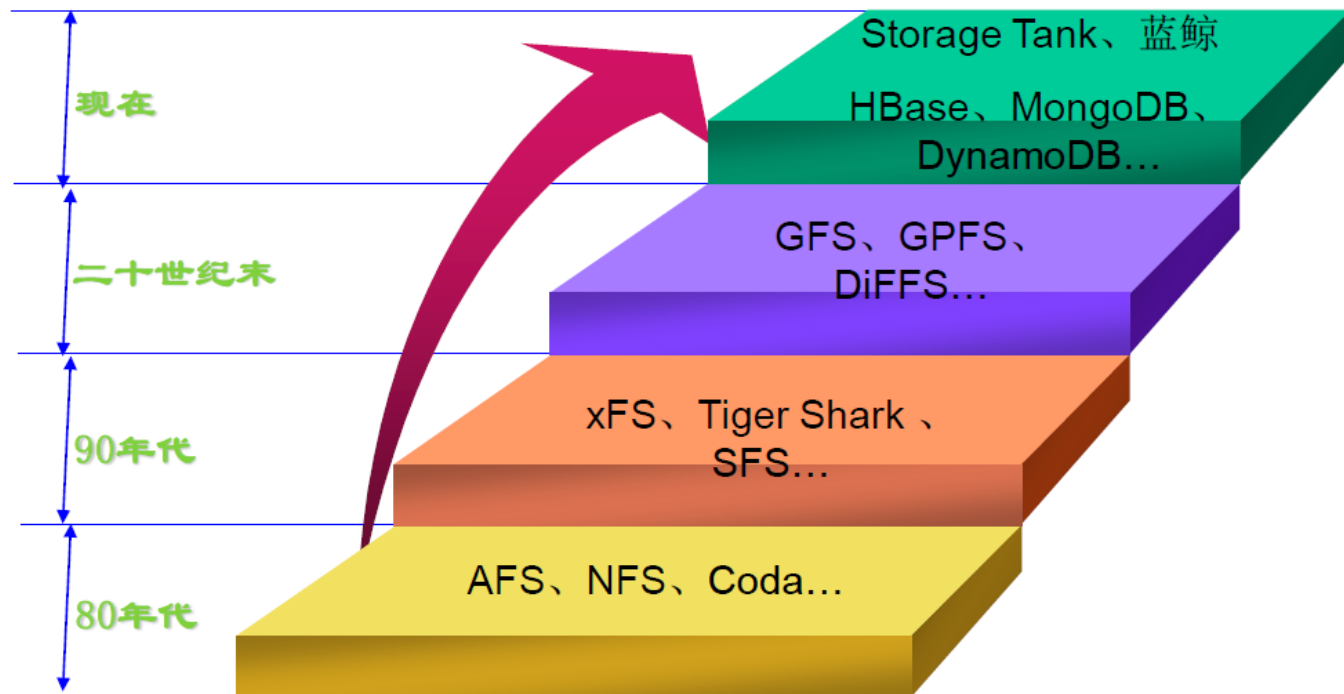 现在
Storage Tank、蓝鲸
HBase、MongoDB、
DynamoDB…
二十世纪末
GFS、GPFS、
DiFFS…
90年代
xFS、Tiger Shark 、
SFS…
80年代
AFS、NFS、Coda…